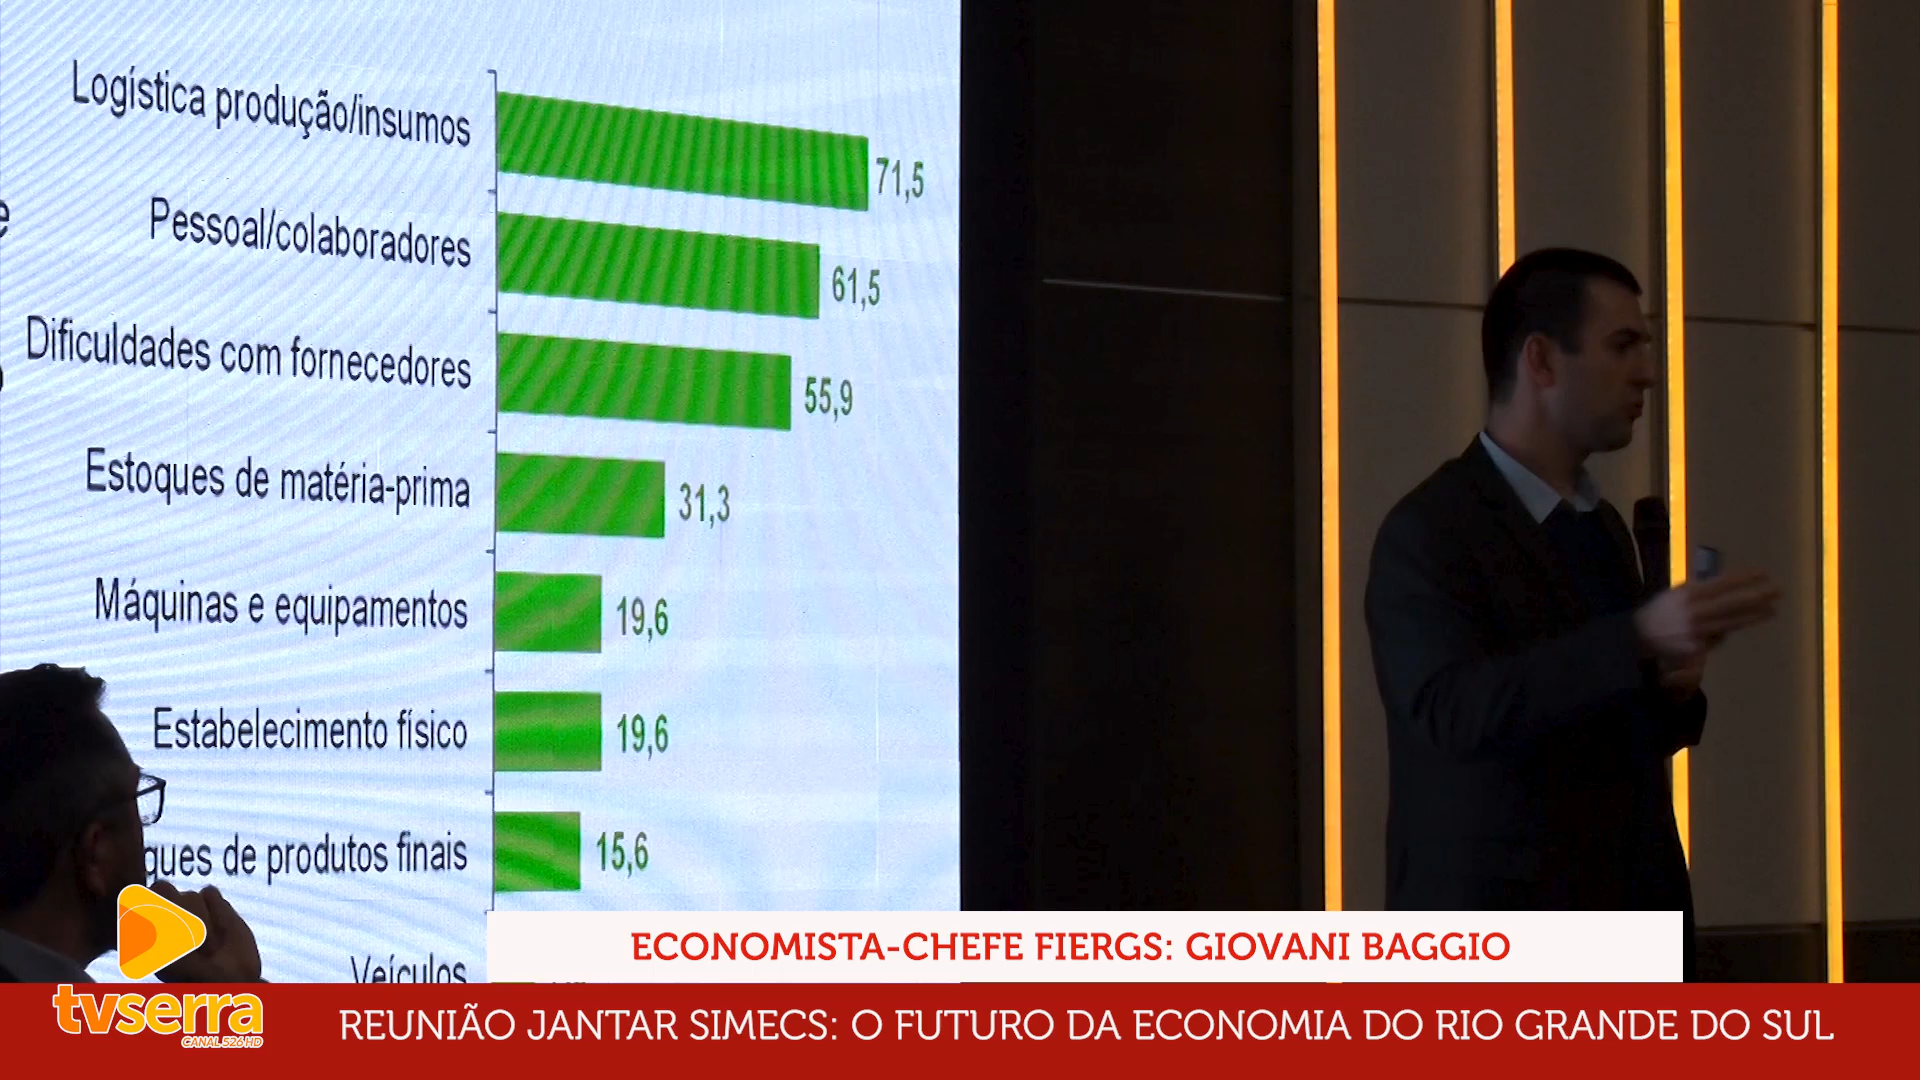 Logística produção/insumos
71,5
Pessoal/colaboradores
61,5
Dificuldades com fornecedores
55,9
Estoques de matéria-prima
31,3
Máquinas e equipamentos
19,6
Estabelecimento físico
19,6
de produtos finais
15,6
Veículos
ECONOMISTA-CHEFE FIERGS: GIOVANI BAGGIO
tvserra
CANAL 526 HD
REUNIÃO JANTAR SIMECS: O FUTURO DA ECONOMIA DO RIO GRANDE DO SUL